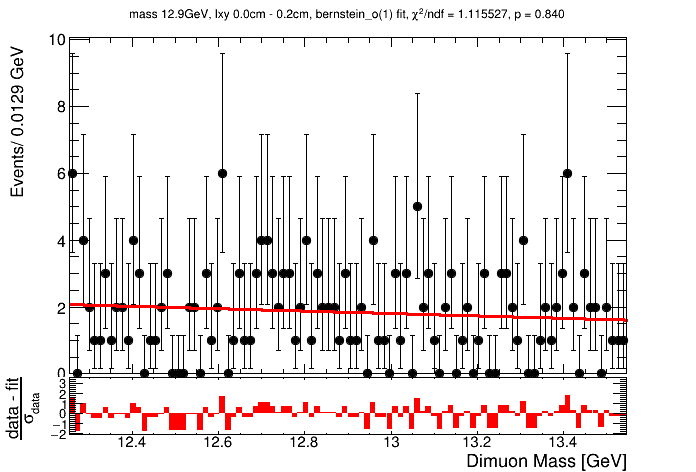 mass 12.9GeV, lxy 0.0cm - 0.2cm, bernstein_o(1) fit, χ²/ndf = 1.115527, p = 0.840
Events/ 0.0129 GeV
10
8
6
4
2
0
data - fit
σdata
3
2
1
0
−1
−2
12.4 12.6 12.8 13 13.2 13.4
Dimuon Mass [GeV]